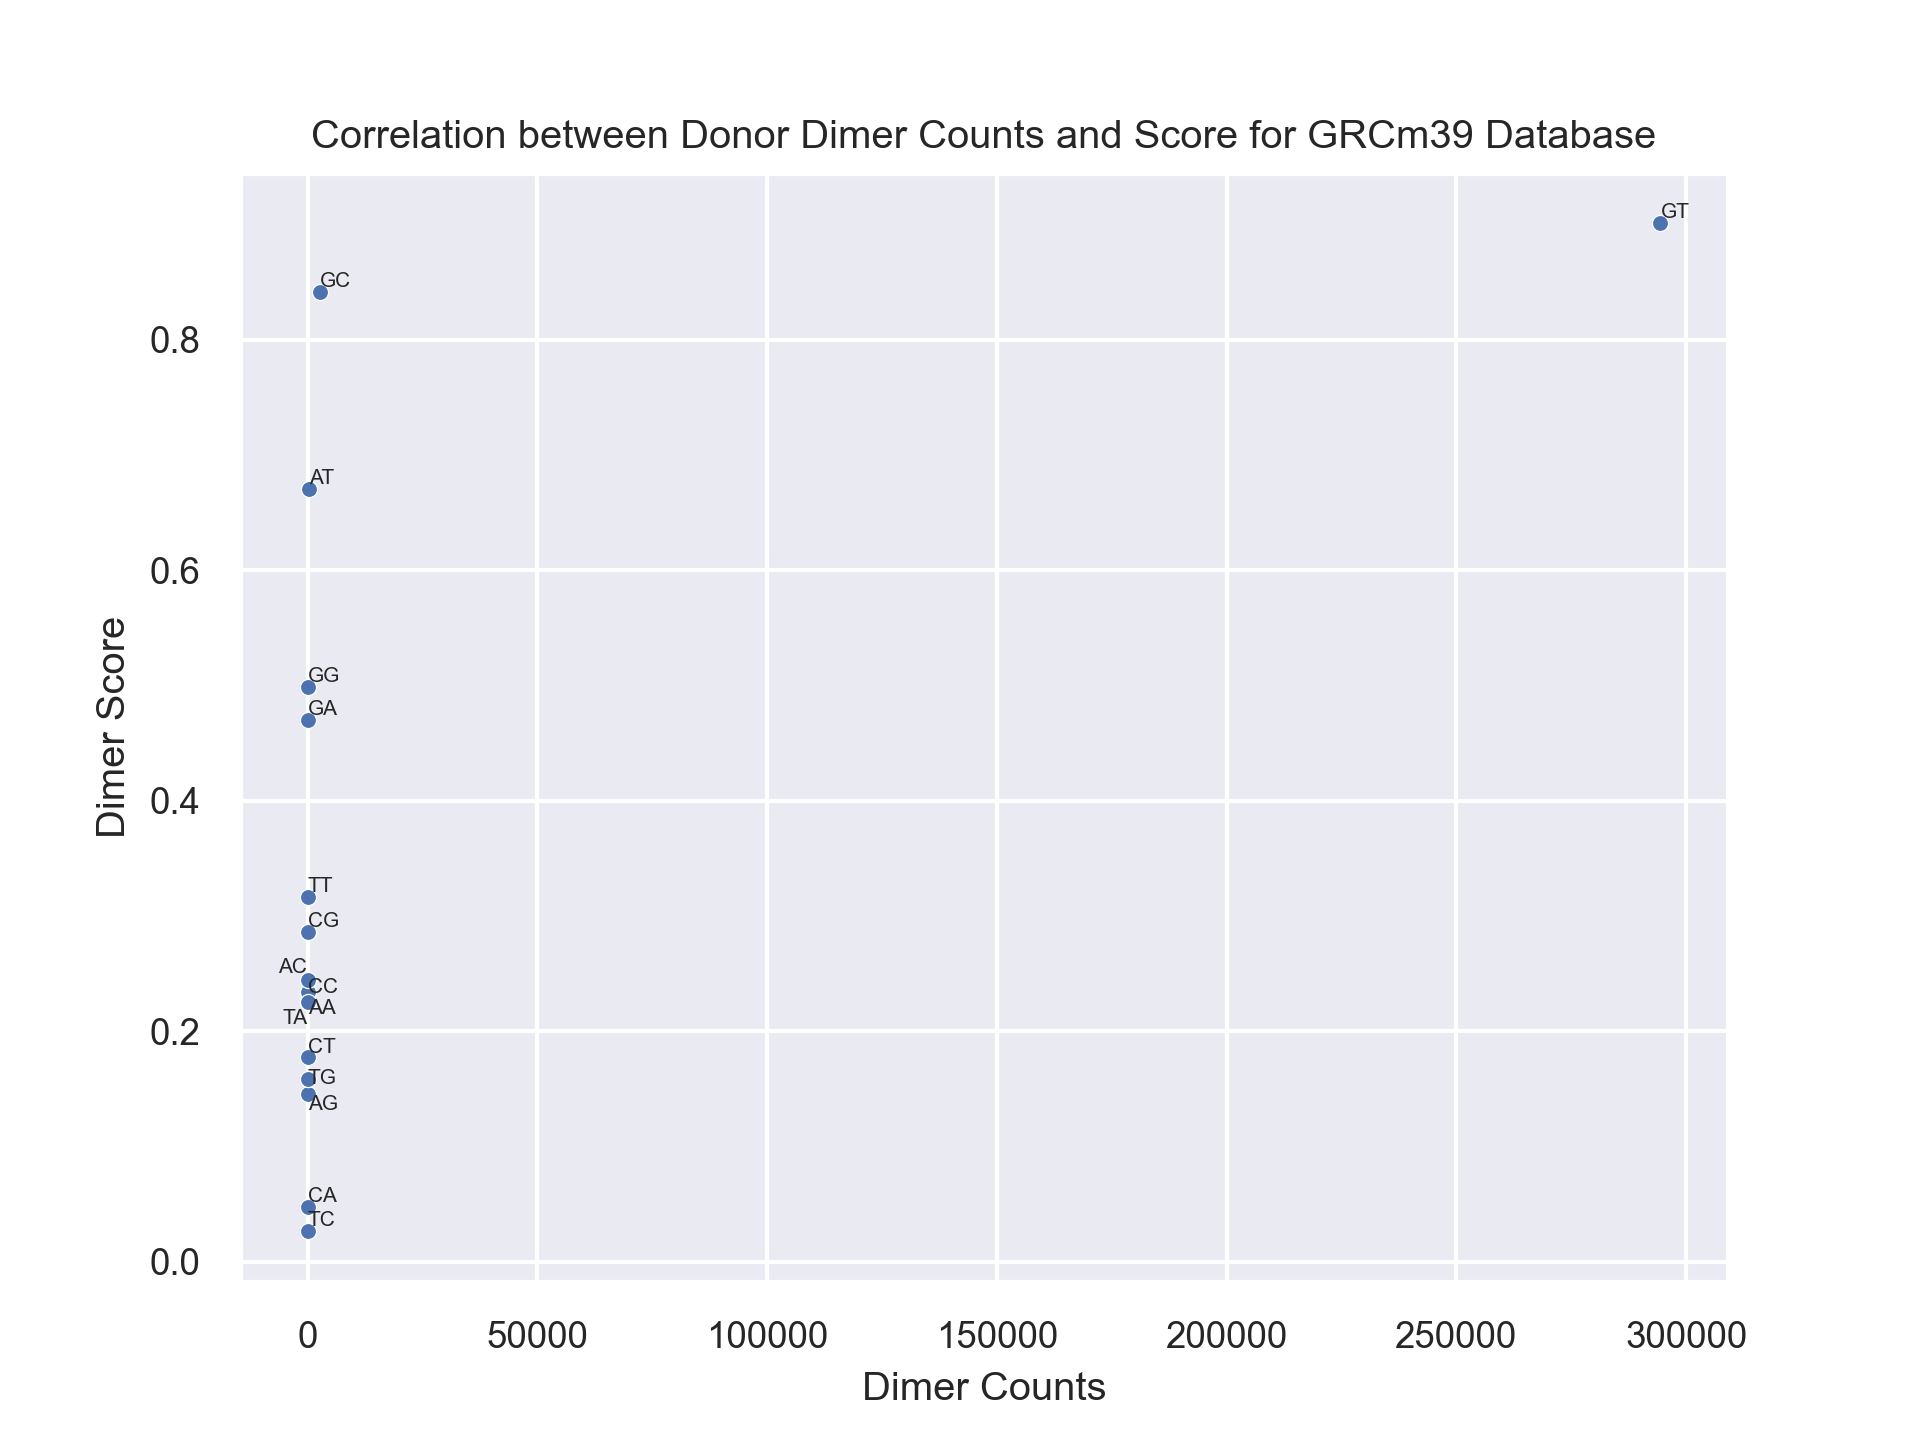 Correlation between Donor Dimer Counts and Score for GRCm39 Database
GT
GC
0.8
AT
0.6
GG
GA
Dimer Score
0.4
TT
CG
AC
CC
AA
TA
0.2
CT
TG
AG
CA
TC
0.0
0 50000 100000 150000 200000 250000 300000
Dimer Counts